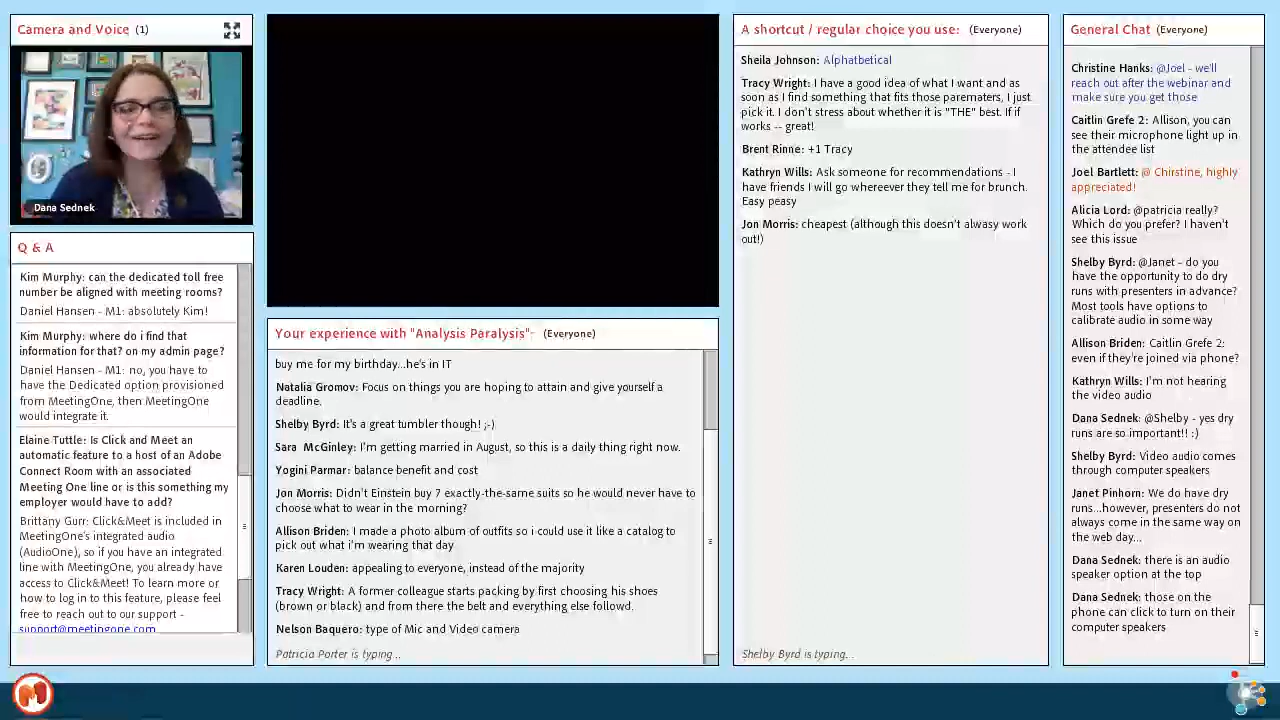 Camera and Voice (1)
Dana Sednek
Q & A
Kim Murphy: can the dedicated toll free
number be aligned with meeting rooms?
Daniel Hansen - M1: absolutely Kim!
Kim Murphy: where do i find that
information for that? on my admin page?
Daniel Hansen - M1: no, you have to
have the Dedicated option provisioned
from MeetingOne, then MeetingOne
would integrate it.
Elaine Tuttle: Is Click and Meet an
automatic feature to a host of an Adobe
Connect Room with an associated
Meeting One line or is this something my
employer would have to add?
Brittany Gurr: Click&Meet is included in
MeetingOne's integrated audio
(AudioOne), so if you have an integrated
line with MeetingOne, you already have
access to Click&Meet! To learn more or
how to log in to this feature, please feel
free to reach out to our support -
support@meetingone.com
Your experience with "Analysis Paralysis": (Everyone)
buy me for my birthday...he's in IT
Natalia Gromov: Focus on things you are hoping to attain and give yourself a
deadline.
Shelby Byrd: It's a great tumbler though! ;-)
Sara McGinley: I'm getting married in August, so this is a daily thing right now.
Yogini Parmar: balance benefit and cost
Jon Morris: Didn't Einstein buy 7 exactly-the-same suits so he would never have to
choose what to wear in the morning?
Allison Briden: I made a photo album of outfits so i could use it like a catalog to
pick out what i'm wearing that day
Karen Louden: appealing to everyone, instead of the majority
Tracy Wright: A former colleague starts packing by first choosing his shoes
(brown or black) and from there the belt and everything else followd.
Nelson Baquero: type of Mic and Video camera
Patricia Porter is typing...
A shortcut / regular choice you use: (Everyone)
Sheila Johnson: Alphatbetical
Tracy Wright: I have a good idea of what I want and as
soon as I find something that fits those parematers, I just
pick it. I don't stress about whether it is "THE" best. If if
works -- great!
Brent Rinne: +1 Tracy
Kathryn Wills: Ask someone for recommendations - I
have friends I will go whereever they tell me for brunch.
Easy peasy
Jon Morris: cheapest (although this doesn't alwasy work
out!)
Shelby Byrd is typing...
General Chat (Everyone)
Christine Hanks: @Joel - we'll
reach out after the webinar and
make sure you get those
Caitlin Grefe 2: Allison, you can
see their microphone light up in
the attendee list
Joel Bartlett: @ Chirstine, highly
appreciated!
Alicia Lord: @patricia really?
Which do you prefer? I haven't
see this issue
Shelby Byrd: @Janet - do you
have the opportunity to do dry
runs with presenters in advance?
Most tools have options to
calibrate audio in some way
Allison Briden: Caitlin Grefe 2:
even if they're joined via phone?
Kathryn Wills: I'm not hearing
the video audio
Dana Sednek: @Shelby - yes dry
runs are so important!! :)
Shelby Byrd: Video audio comes
through computer speakers
Janet Pinhorn: We do have dry
runs...however, presenters do not
always come in the same way on
the web day...
Dana Sednek: there is an audio
speaker option at the top
Dana Sednek: those on the
phone can click to turn on their
computer speakers